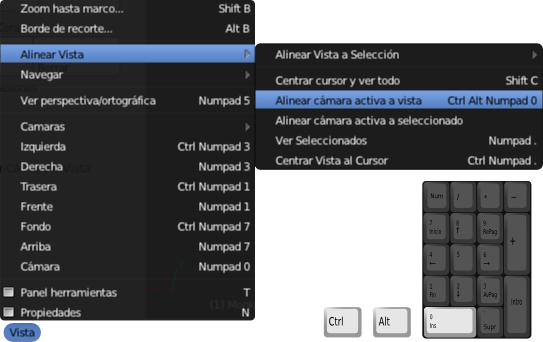 Zoom hasta marco... Shift B
Borde de recorte... Alt B
Alinear Vista
Navegar
Ver perspectiva/ortográfica Numpad 5
Camaras
Izquierda Ctrl Numpad 3
Derecha Numpad 3
Trasera Ctrl Numpad 1
Frente Numpad 1
Fondo Ctrl Numpad 7
Arriba Numpad 7
Cámara Numpad 0
Panel herramientas T
Propiedades N
Vista
Alinear Vista a Selección
Centrar cursor y ver todo Shift C
Alinear cámara activa a vista Ctrl Alt Numpad 0
Alinear cámara activa a seleccionado
Ver Seleccionados Numpad .
Centrar Vista al Cursor Ctrl Numpad .
Ctrl Alt
Num / * -
7 Inicio 8 ↑ 9 RePag +
4 ← 5 6 →
1 Fin 2 ↓ 3 AvPag Intro
0 Ins Supr